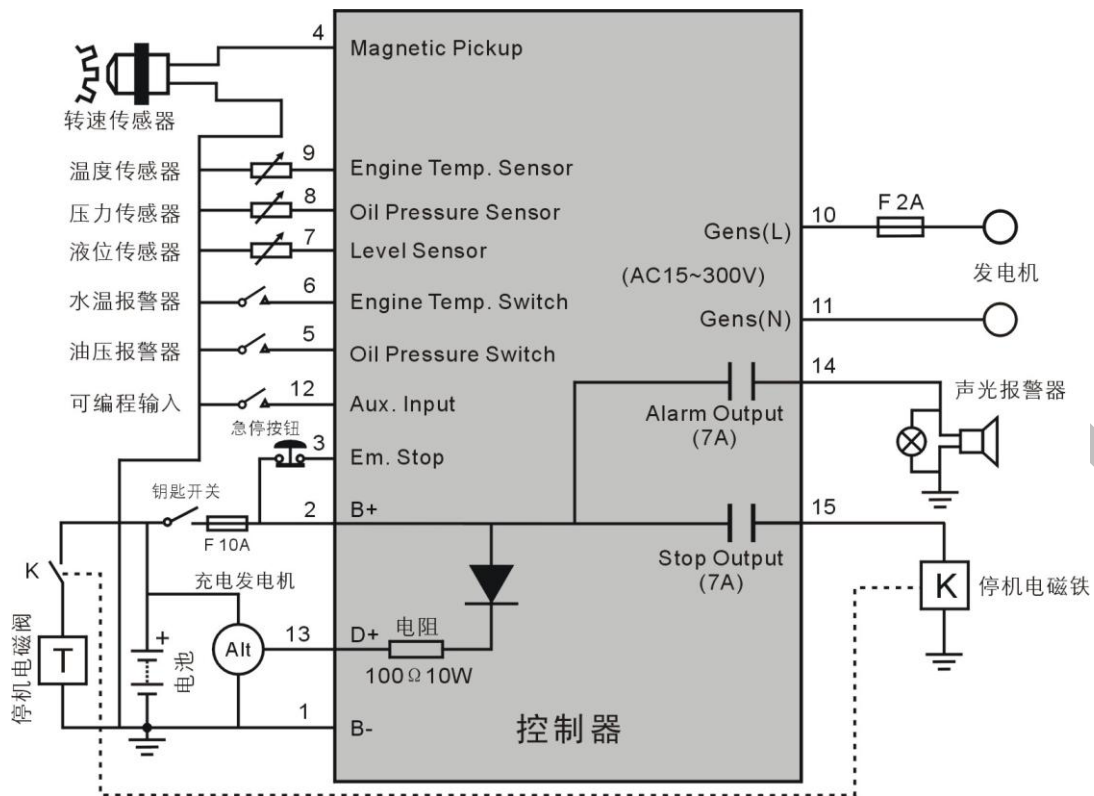 4
Magnetic Pickup
转速传感器
温度传感器
9
Engine Temp. Sensor
压力传感器
8
Oil Pressure Sensor
液位传感器
7
Level Sensor
水温报警器
6
Engine Temp. Switch
油压报警器
5
Oil Pressure Switch
可编程输入
12
Aux. Input
急停按钮
3
Em. Stop
钥匙开关
F 10A
2
B+
充电发电机
Alt
13
D+
电阻
100Ω10W
1
B-
控制器
K
停机电磁阀
T
+
电池
Gens(L)
10
F 2A
(AC15~300V)
发电机
Gens(N)
11
14
Alarm Output
(7A)
声光报警器
15
Stop Output
(7A)
K
停机电磁铁